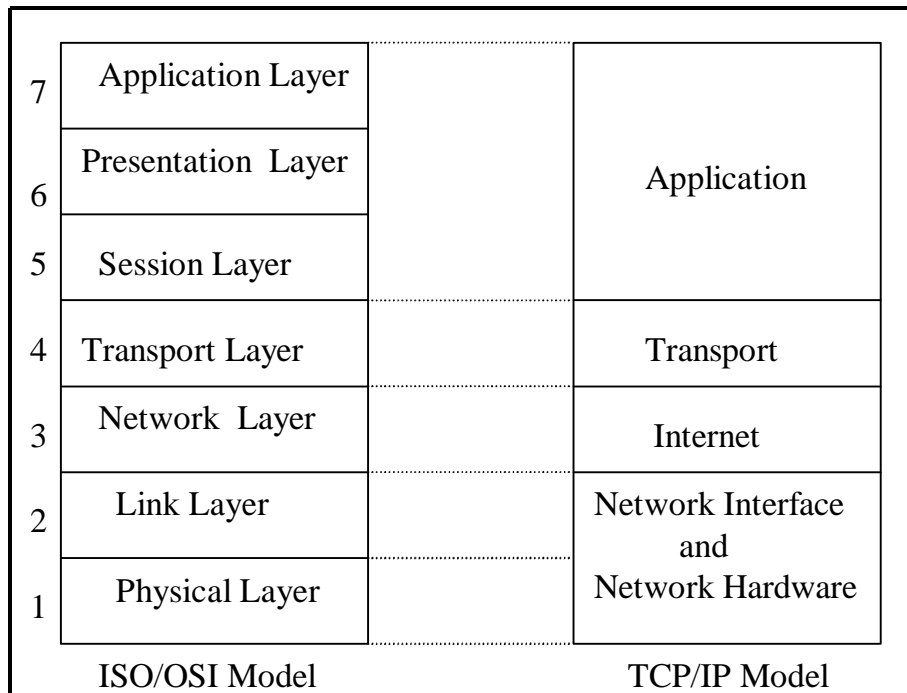 7
Application Layer
Presentation Layer
6
Application
5
Session Layer
4
Transport Layer
Transport
Network Layer
3
Internet
Link Layer
2
Network Interface
and
Network Hardware
Physical Layer
1
ISO/OSI Model
TCP/IP Model